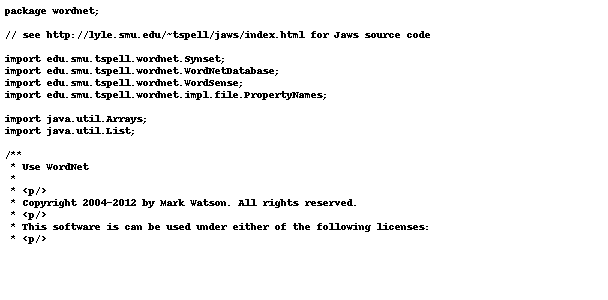 package wordnet;

// see http://lyle.smu.edu/~tspell/jaws/index.html for Jaws source code

import edu.smu.tspell.wordnet.Synset;
import edu.smu.tspell.wordnet.WordNetDatabase;
import edu.smu.tspell.wordnet.WordSense;
import edu.smu.tspell.wordnet.impl.file.PropertyNames;

import java.util.Arrays;
import java.util.List;

/**
 * Use WordNet
 *
 * <p/>
 * Copyright 2004-2012 by Mark Watson. All rights reserved.
 * <p/>
 * This software is can be used under either of the following licenses:
 * <p/>